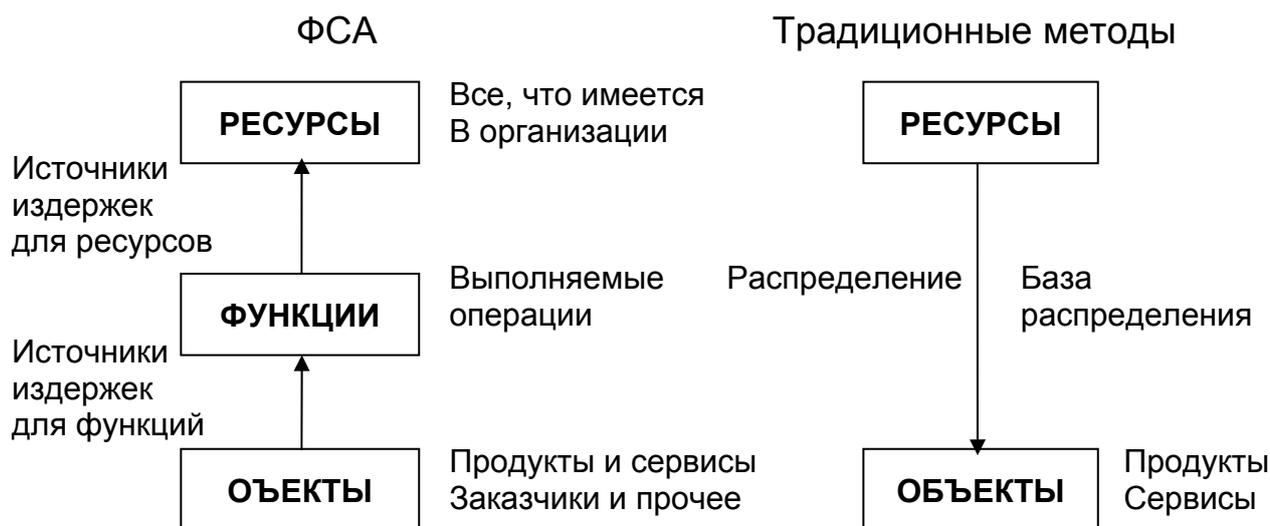 ФСА
Традиционные методы
РЕСУРСЫ
Все, что имеется
В организации
РЕСУРСЫ
Источники
издержек
для ресурсов
ФУНКЦИИ
Выполняемые
операции
Распределение
База
распределения
Источники
издержек
для функций
ОЪЕКТЫ
Продукты и сервисы
Заказчики и прочее
ОБЪЕКТЫ
Продукты
Сервисы